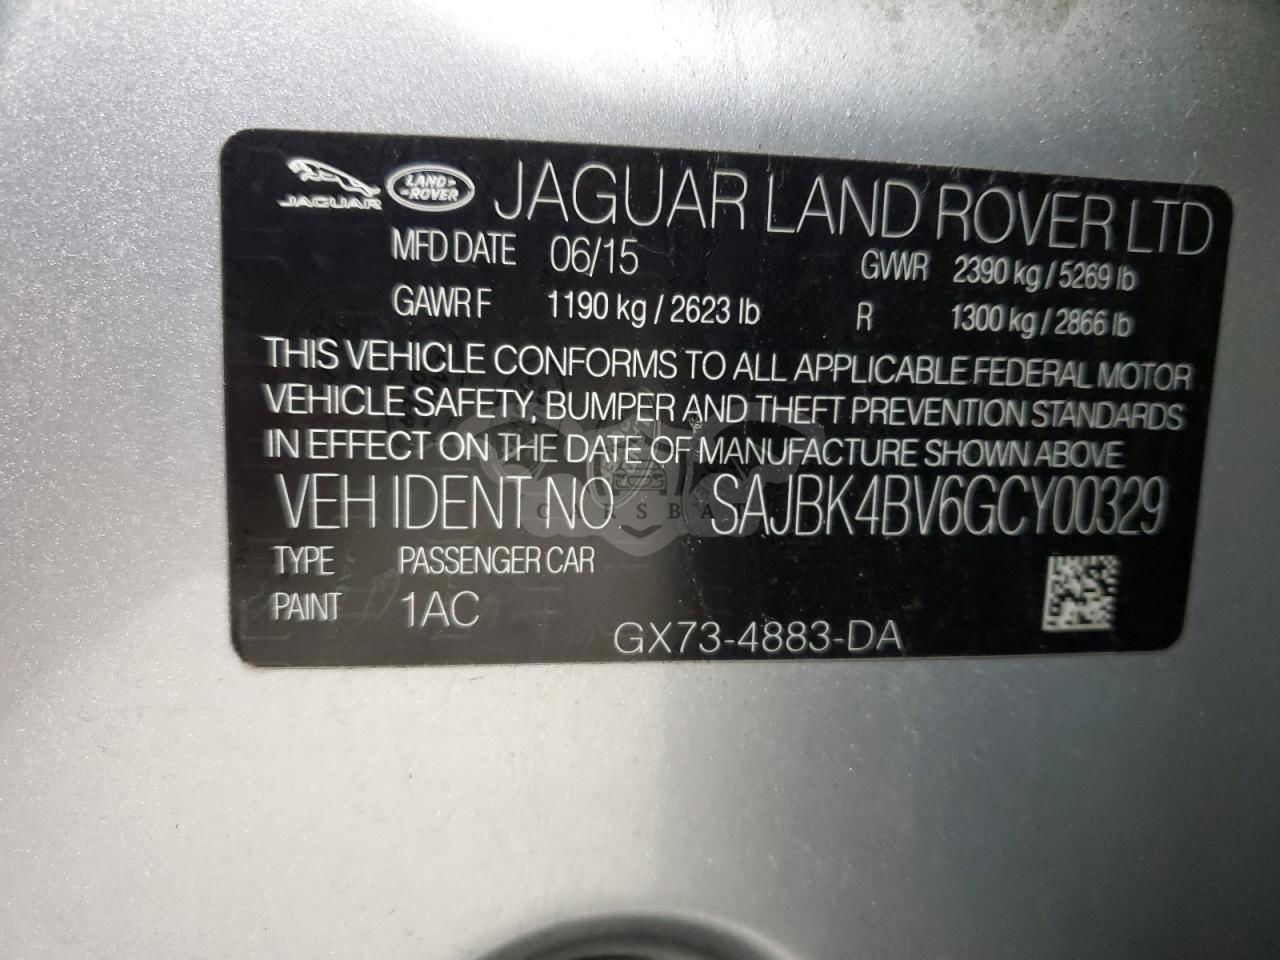 JAGUAR LAND ROVER JAGUAR LAND ROVER LTD
MFD DATE 06/15 GVWR 2390 kg / 5269 lb
GAWR F 1190 kg / 2623 lb R 1300 kg / 2866 lb
THIS VEHICLE CONFORMS TO ALL APPLICABLE FEDERAL MOTOR
VEHICLE SAFETY, BUMPER AND THEFT PREVENTION STANDARDS
IN EFFECT ON THE DATE OF MANUFACTURE SHOWN ABOVE
VEH IDENT NO SAJBK4BV6GCY00329
CARSBAT
TYPE PASSENGER CAR
PAINT 1AC
GX73-4883-DA